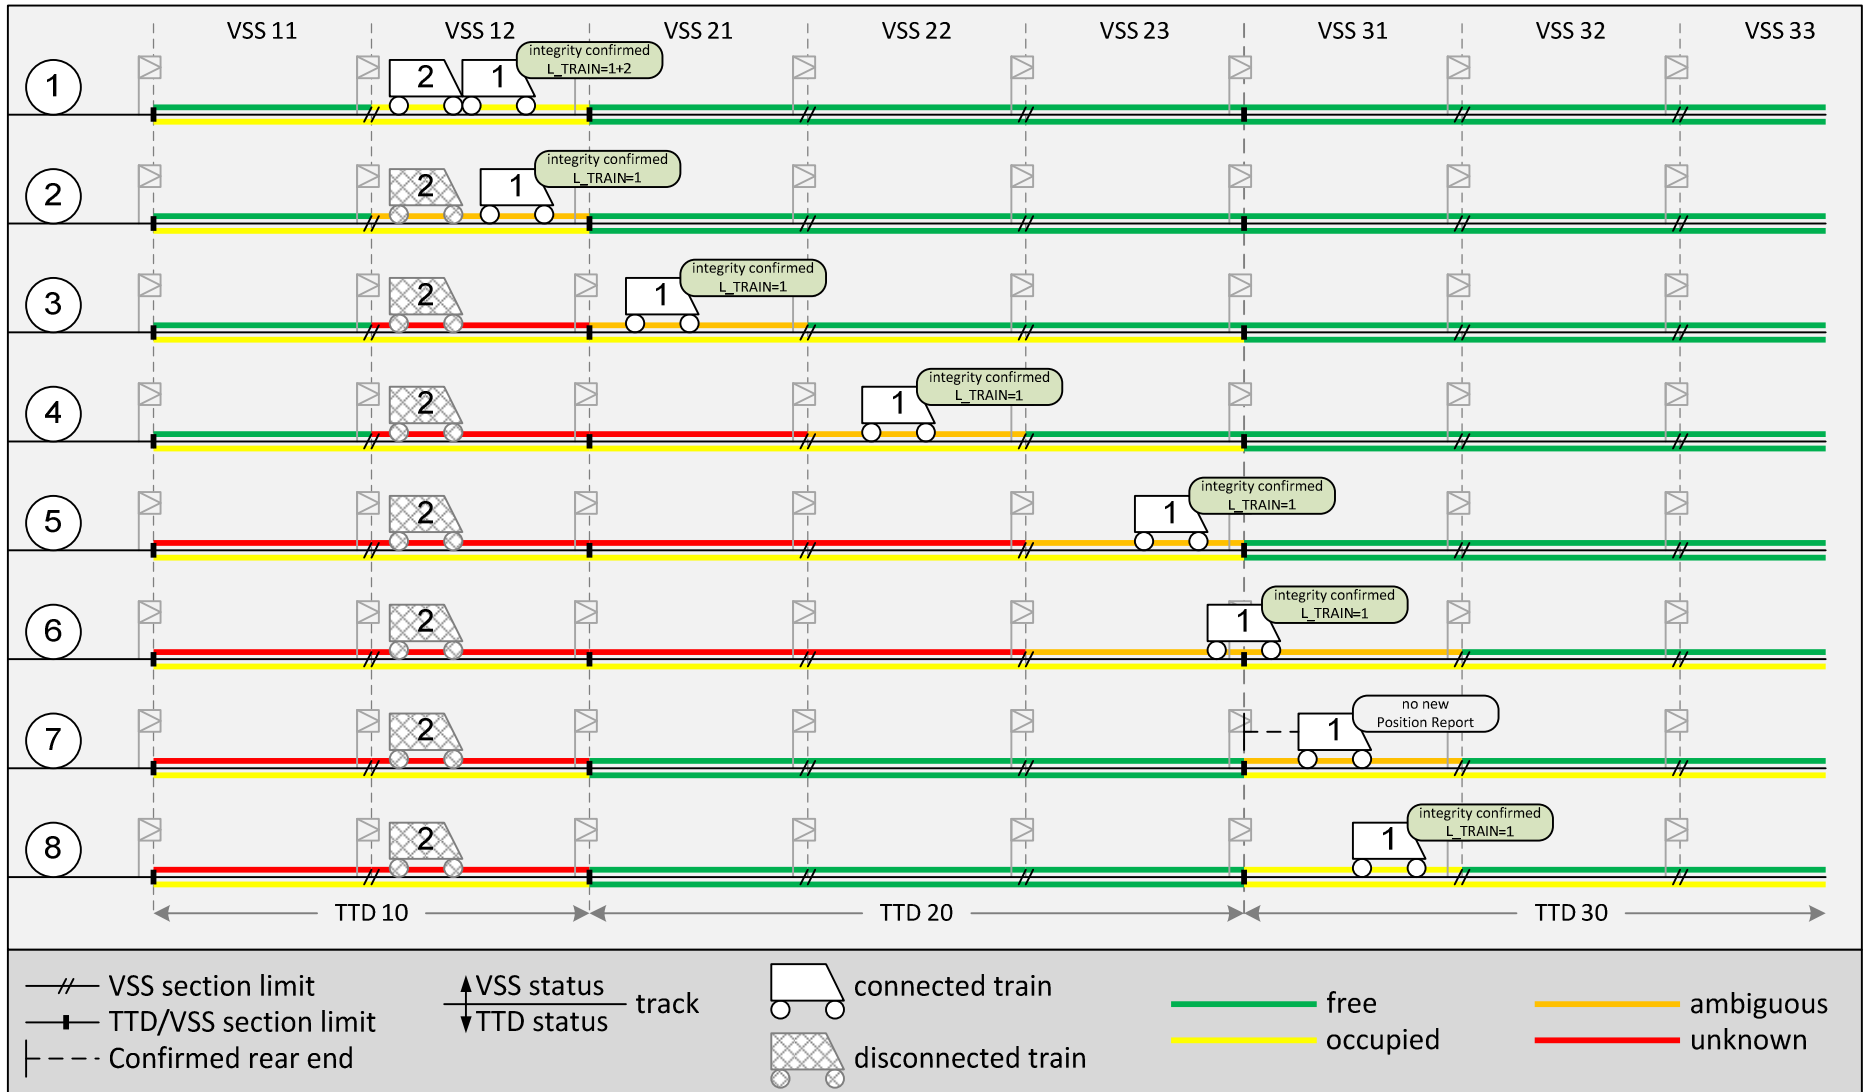 VSS 11 VSS 12 VSS 21 VSS 22 VSS 23 VSS 31 VSS 32 VSS 33
1
2 1
integrity confirmed
L_TRAIN=1+2
2
2 1
integrity confirmed
L_TRAIN=1
3
2 1
integrity confirmed
L_TRAIN=1
4
2 1
integrity confirmed
L_TRAIN=1
5
2 1
integrity confirmed
L_TRAIN=1
6
2 1
integrity confirmed
L_TRAIN=1
7
2 1
no new
Position Report
8
2 1
integrity confirmed
L_TRAIN=1
TTD 10 TTD 20 TTD 30
VSS section limit
TTD/VSS section limit
Confirmed rear end
VSS status
TTD status
track
connected train
disconnected train
free
occupied
ambiguous
unknown